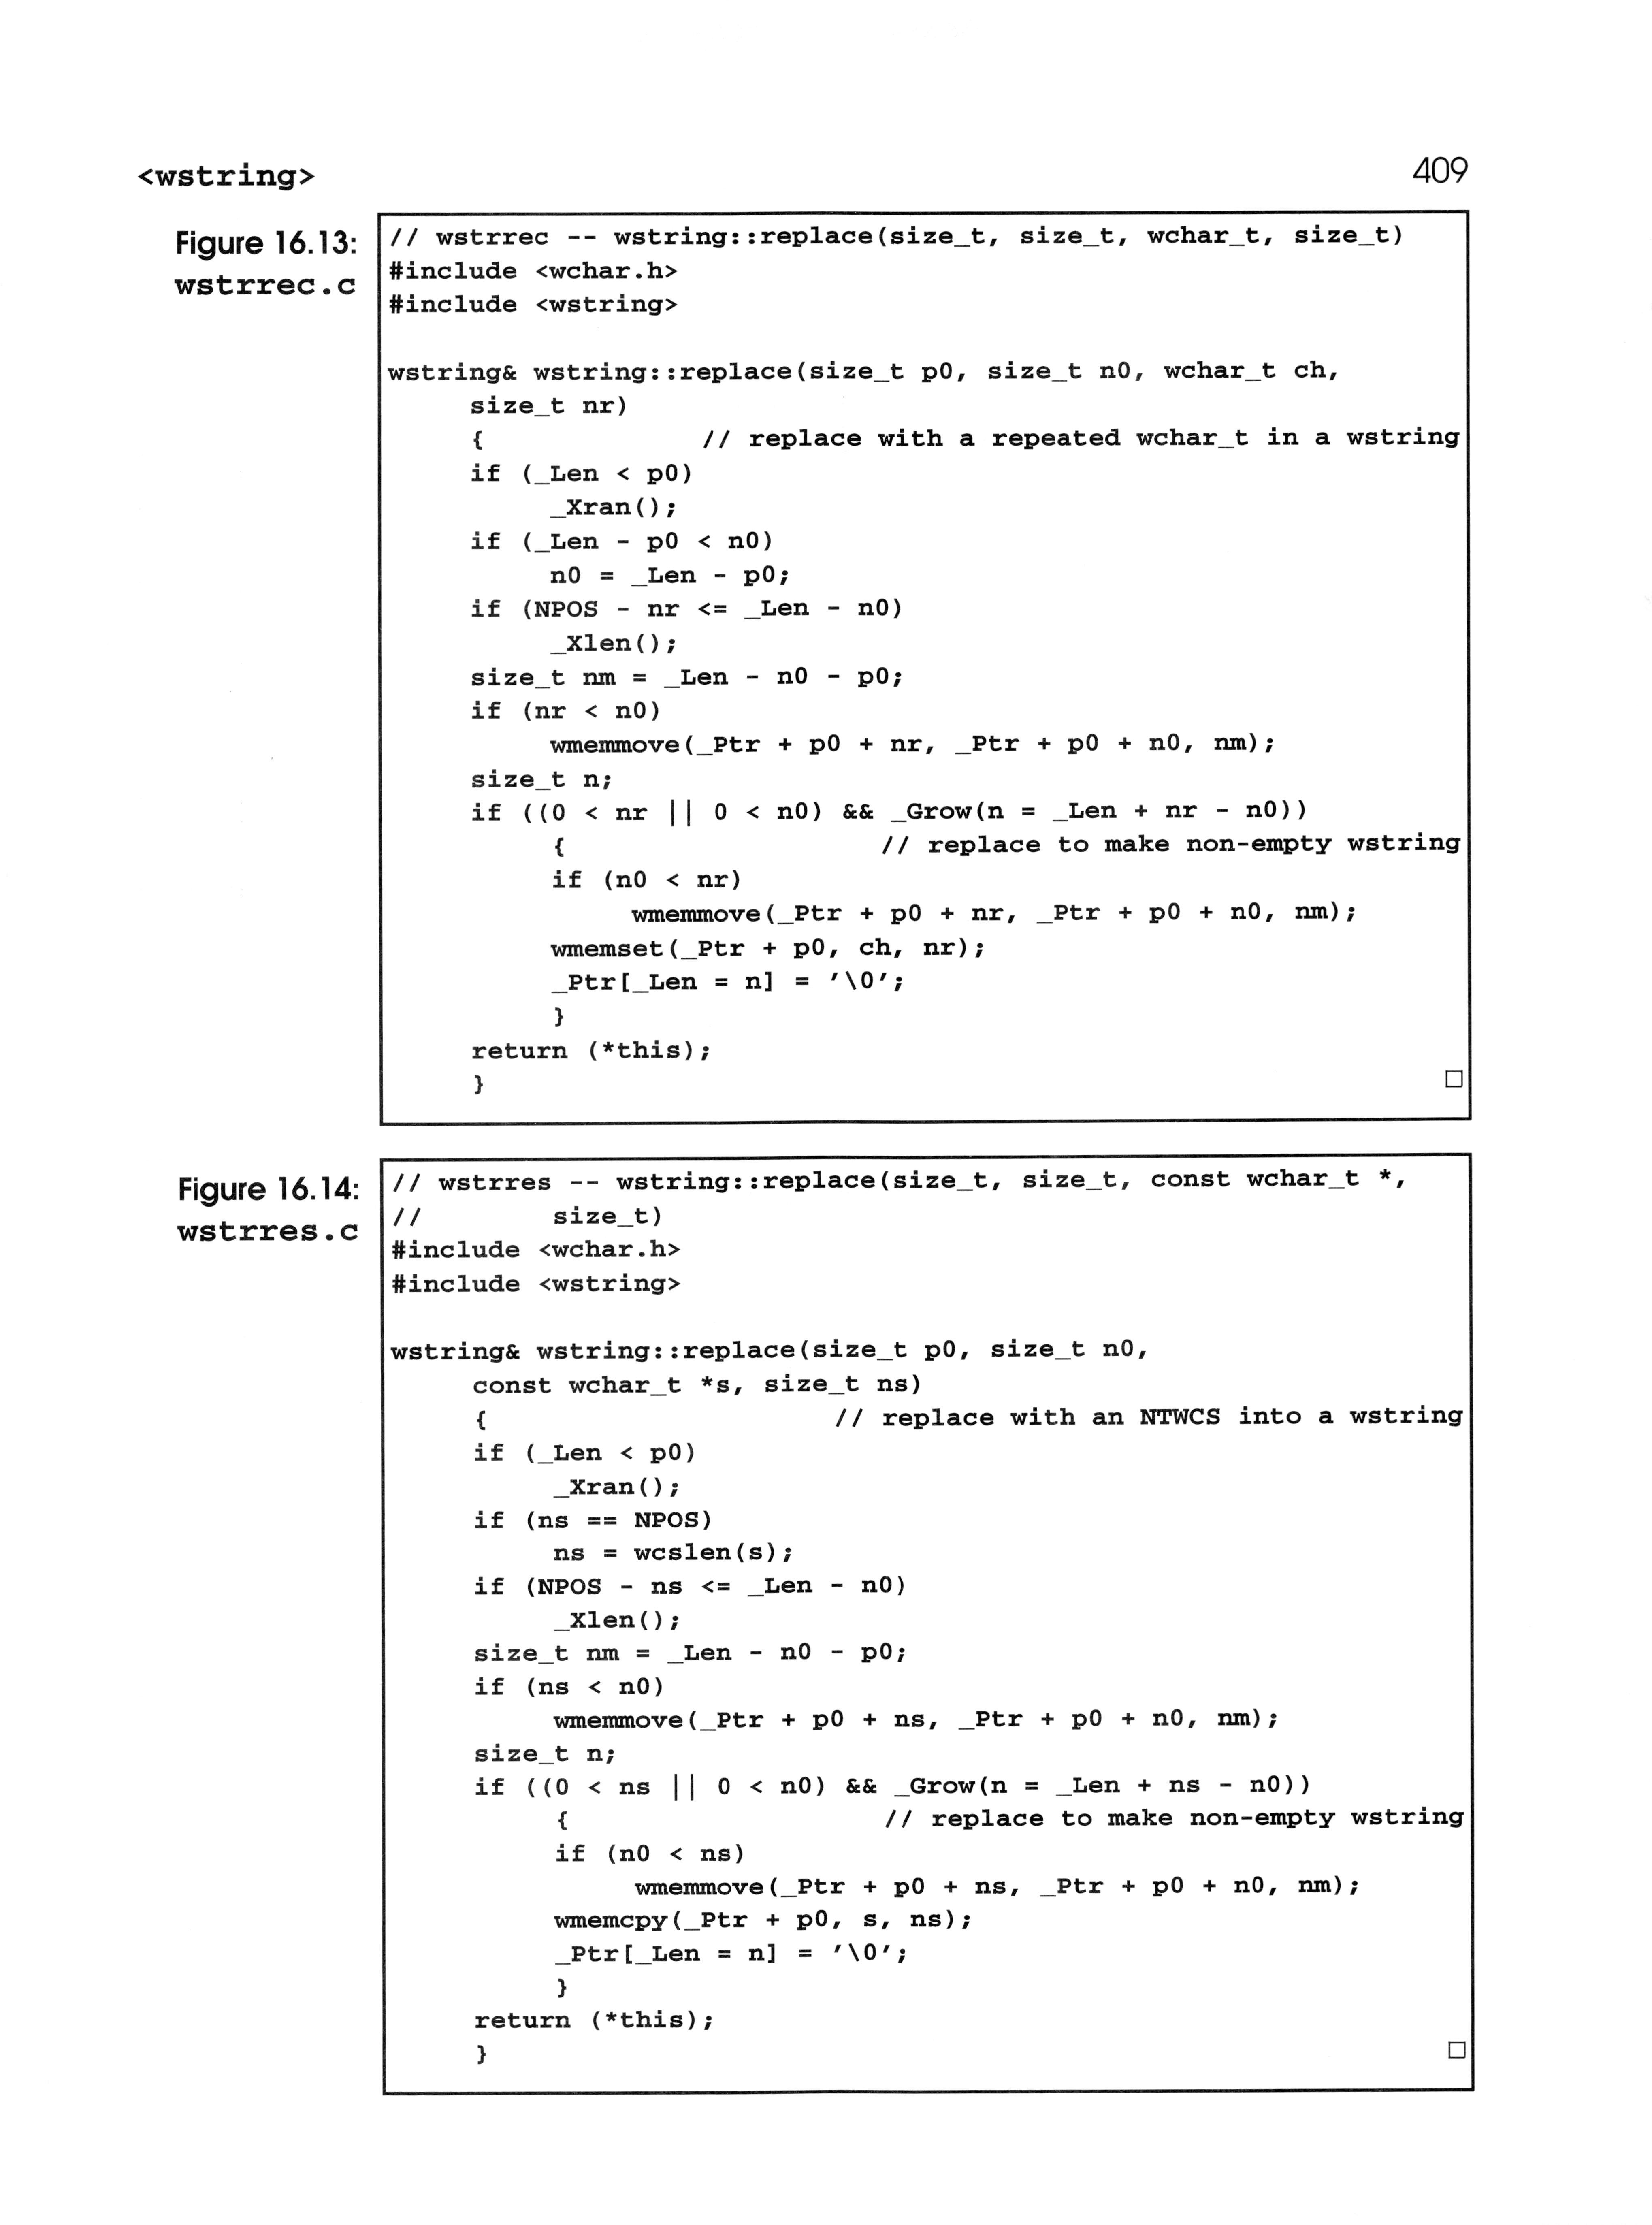 <wstring>
409
Figure 16.13:
wstrrec.c
// wstrrec -- wstring::replace(size_t, size_t, wchar_t, size_t)
#include <wchar.h>
#include <wstring>
wstring& wstring::replace(size_t p0, size_t n0, wchar_t ch,
size_t nr)
{ // replace with a repeated wchar_t in a wstring
if (_Len < p0)
_Xran();
if (_Len - p0 < n0)
n0 = _Len - p0;
if (NPOS - nr <= _Len - n0)
_Xlen();
size_t nm = _Len - n0 - p0;
if (nr < n0)
wmemmove(_Ptr + p0 + nr, _Ptr + p0 + n0, nm);
size_t n;
if ((0 < nr || 0 < n0) && _Grow(n = _Len + nr - n0))
{ // replace to make non-empty wstring
if (n0 < nr)
wmemmove(_Ptr + p0 + nr, _Ptr + p0 + n0, nm);
wmemset(_Ptr + p0, ch, nr);
_Ptr[_Len = n] = '\0';
}
return (*this);
}
□
Figure 16.14:
wstrres.c
// wstrres -- wstring::replace(size_t, size_t, const wchar_t *,
// size_t)
#include <wchar.h>
#include <wstring>
wstring& wstring::replace(size_t p0, size_t n0,
const wchar_t *s, size_t ns)
{ // replace with an NTWCS into a wstring
if (_Len < p0)
_Xran();
if (ns == NPOS)
ns = wcslen(s);
if (NPOS - ns <= _Len - n0)
_Xlen();
size_t nm = _Len - n0 - p0;
if (ns < n0)
wmemmove(_Ptr + p0 + ns, _Ptr + p0 + n0, nm);
size_t n;
if ((0 < ns || 0 < n0) && _Grow(n = _Len + ns - n0))
{ // replace to make non-empty wstring
if (n0 < ns)
wmemmove(_Ptr + p0 + ns, _Ptr + p0 + n0, nm);
wmemcpy(_Ptr + p0, s, ns);
_Ptr[_Len = n] = '\0';
}
return (*this);
}
□